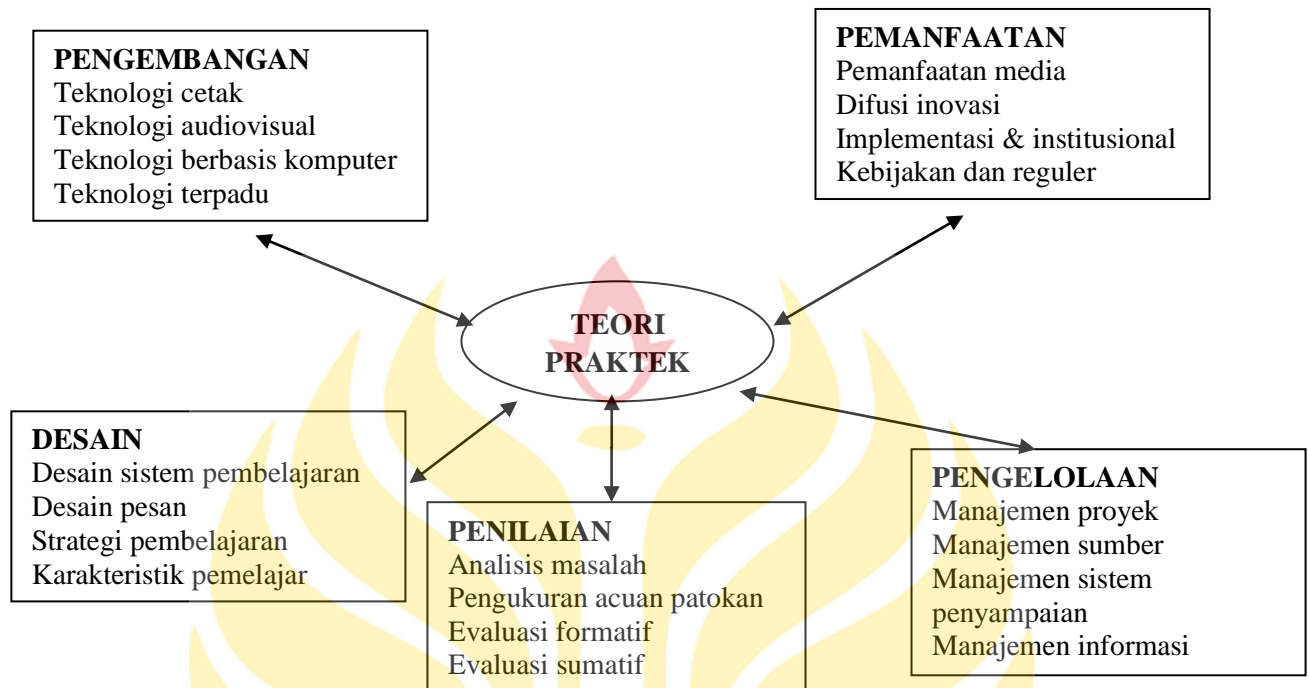 PENGEMBANGAN
Teknologi cetak
Teknologi audiovisual
Teknologi berbasis komputer
Teknologi terpadu
PEMANFAATAN
Pemanfaatan media
Difusi inovasi
Implementasi & institusional
Kebijakan dan reguler
TEORI
PRAKTEK
DESAIN
Desain sistem pembelajaran
Desain pesan
Strategi pembelajaran
Karakteristik pemelajar
PENILAIAN
Analisis masalah
Pengukuran acuan patokan
Evaluasi formatif
Evaluasi sumatif
PENGELOLAAN
Manajemen proyek
Manajemen sumber
Manajemen sistem
penyampaian
Manajemen informasi